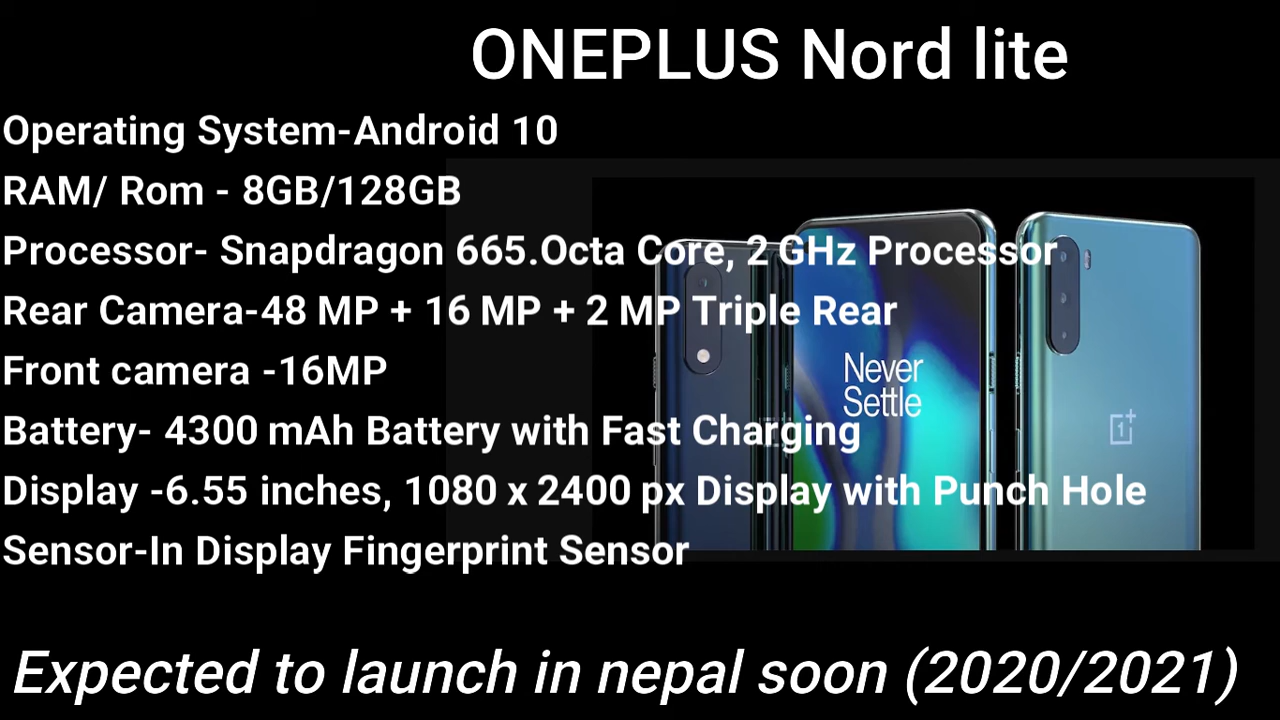 ONEPLUS Nord lite
Operating System-Android 10
RAM/ Rom - 8GB/128GB
Processor- Snapdragon 665.Octa Core, 2 GHz Processor
Rear Camera-48 MP + 16 MP + 2 MP Triple Rear
Front camera -16MP
Never
Settle
Battery- 4300 mAh Battery with Fast Charging
1+
Display -6.55 inches, 1080 x 2400 px Display with Punch Hole
Sensor-In Display Fingerprint Sensor
Expected to launch in nepal soon (2020/2021)